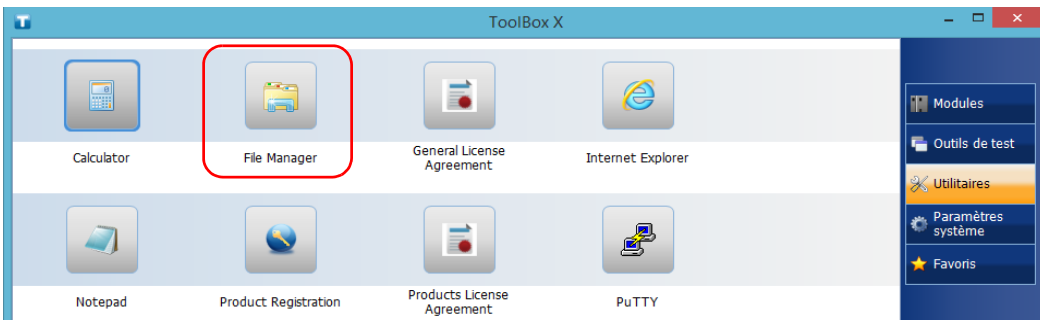 ToolBox X
Calculator
File Manager
General License
Agreement
Internet Explorer
Notepad
Product Registration
Products License
Agreement
PuTTY
Modules
Outils de test
Utilitaires
Paramètres
système
Favoris